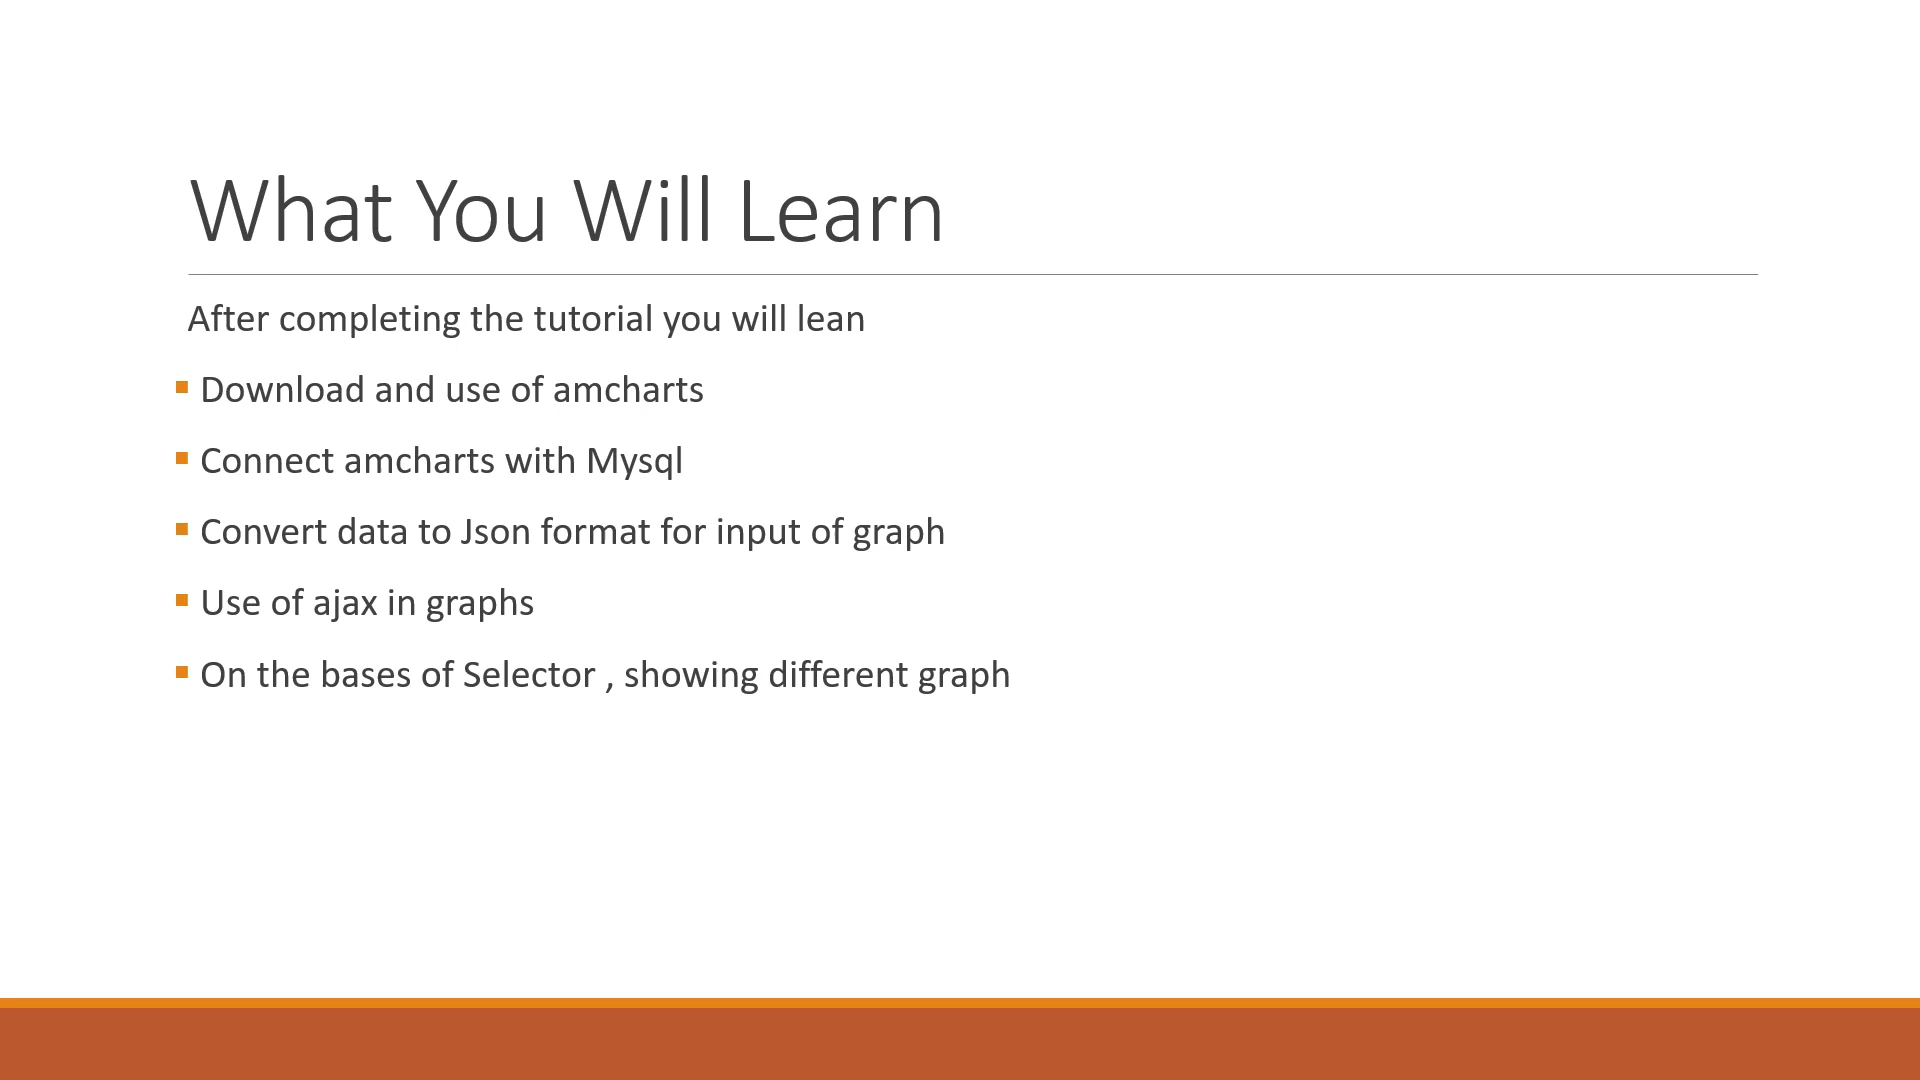 What You Will Learn
After completing the tutorial you will lean
Download and use of amcharts
Connect amcharts with Mysql
Convert data to Json format for input of graph
Use of ajax in graphs
On the bases of Selector , showing different graph